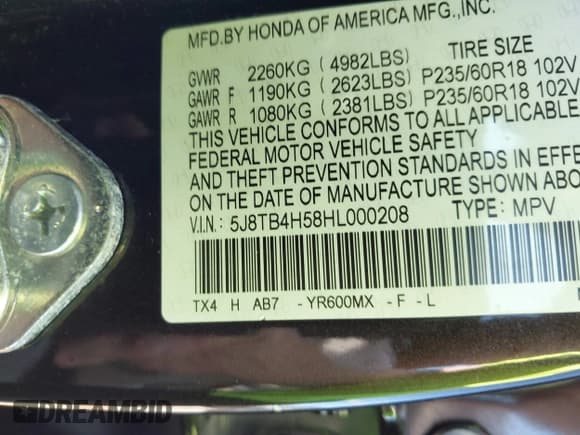 MFD.BY HONDA OF AMERICA MFG.,INC.
TIRE SIZE
GVWR 2260KG ( 4982LBS )
GAWR F 1190KG ( 2623LBS ) P235/60R18 102V
GAWR R 1080KG ( 2381LBS ) P235/60R18 102V
THIS VEHICLE CONFORMS TO ALL APPLICABLE
FEDERAL MOTOR VEHICLE SAFETY
AND THEFT PREVENTION STANDARDS IN EFFE
ON THE DATE OF MANUFACTURE SHOWN ABO
V.I.N.: 5J8TB4H58HL000208 TYPE: MPV
TX4 H AB7 - YR600MX - F - L
DREAMBID